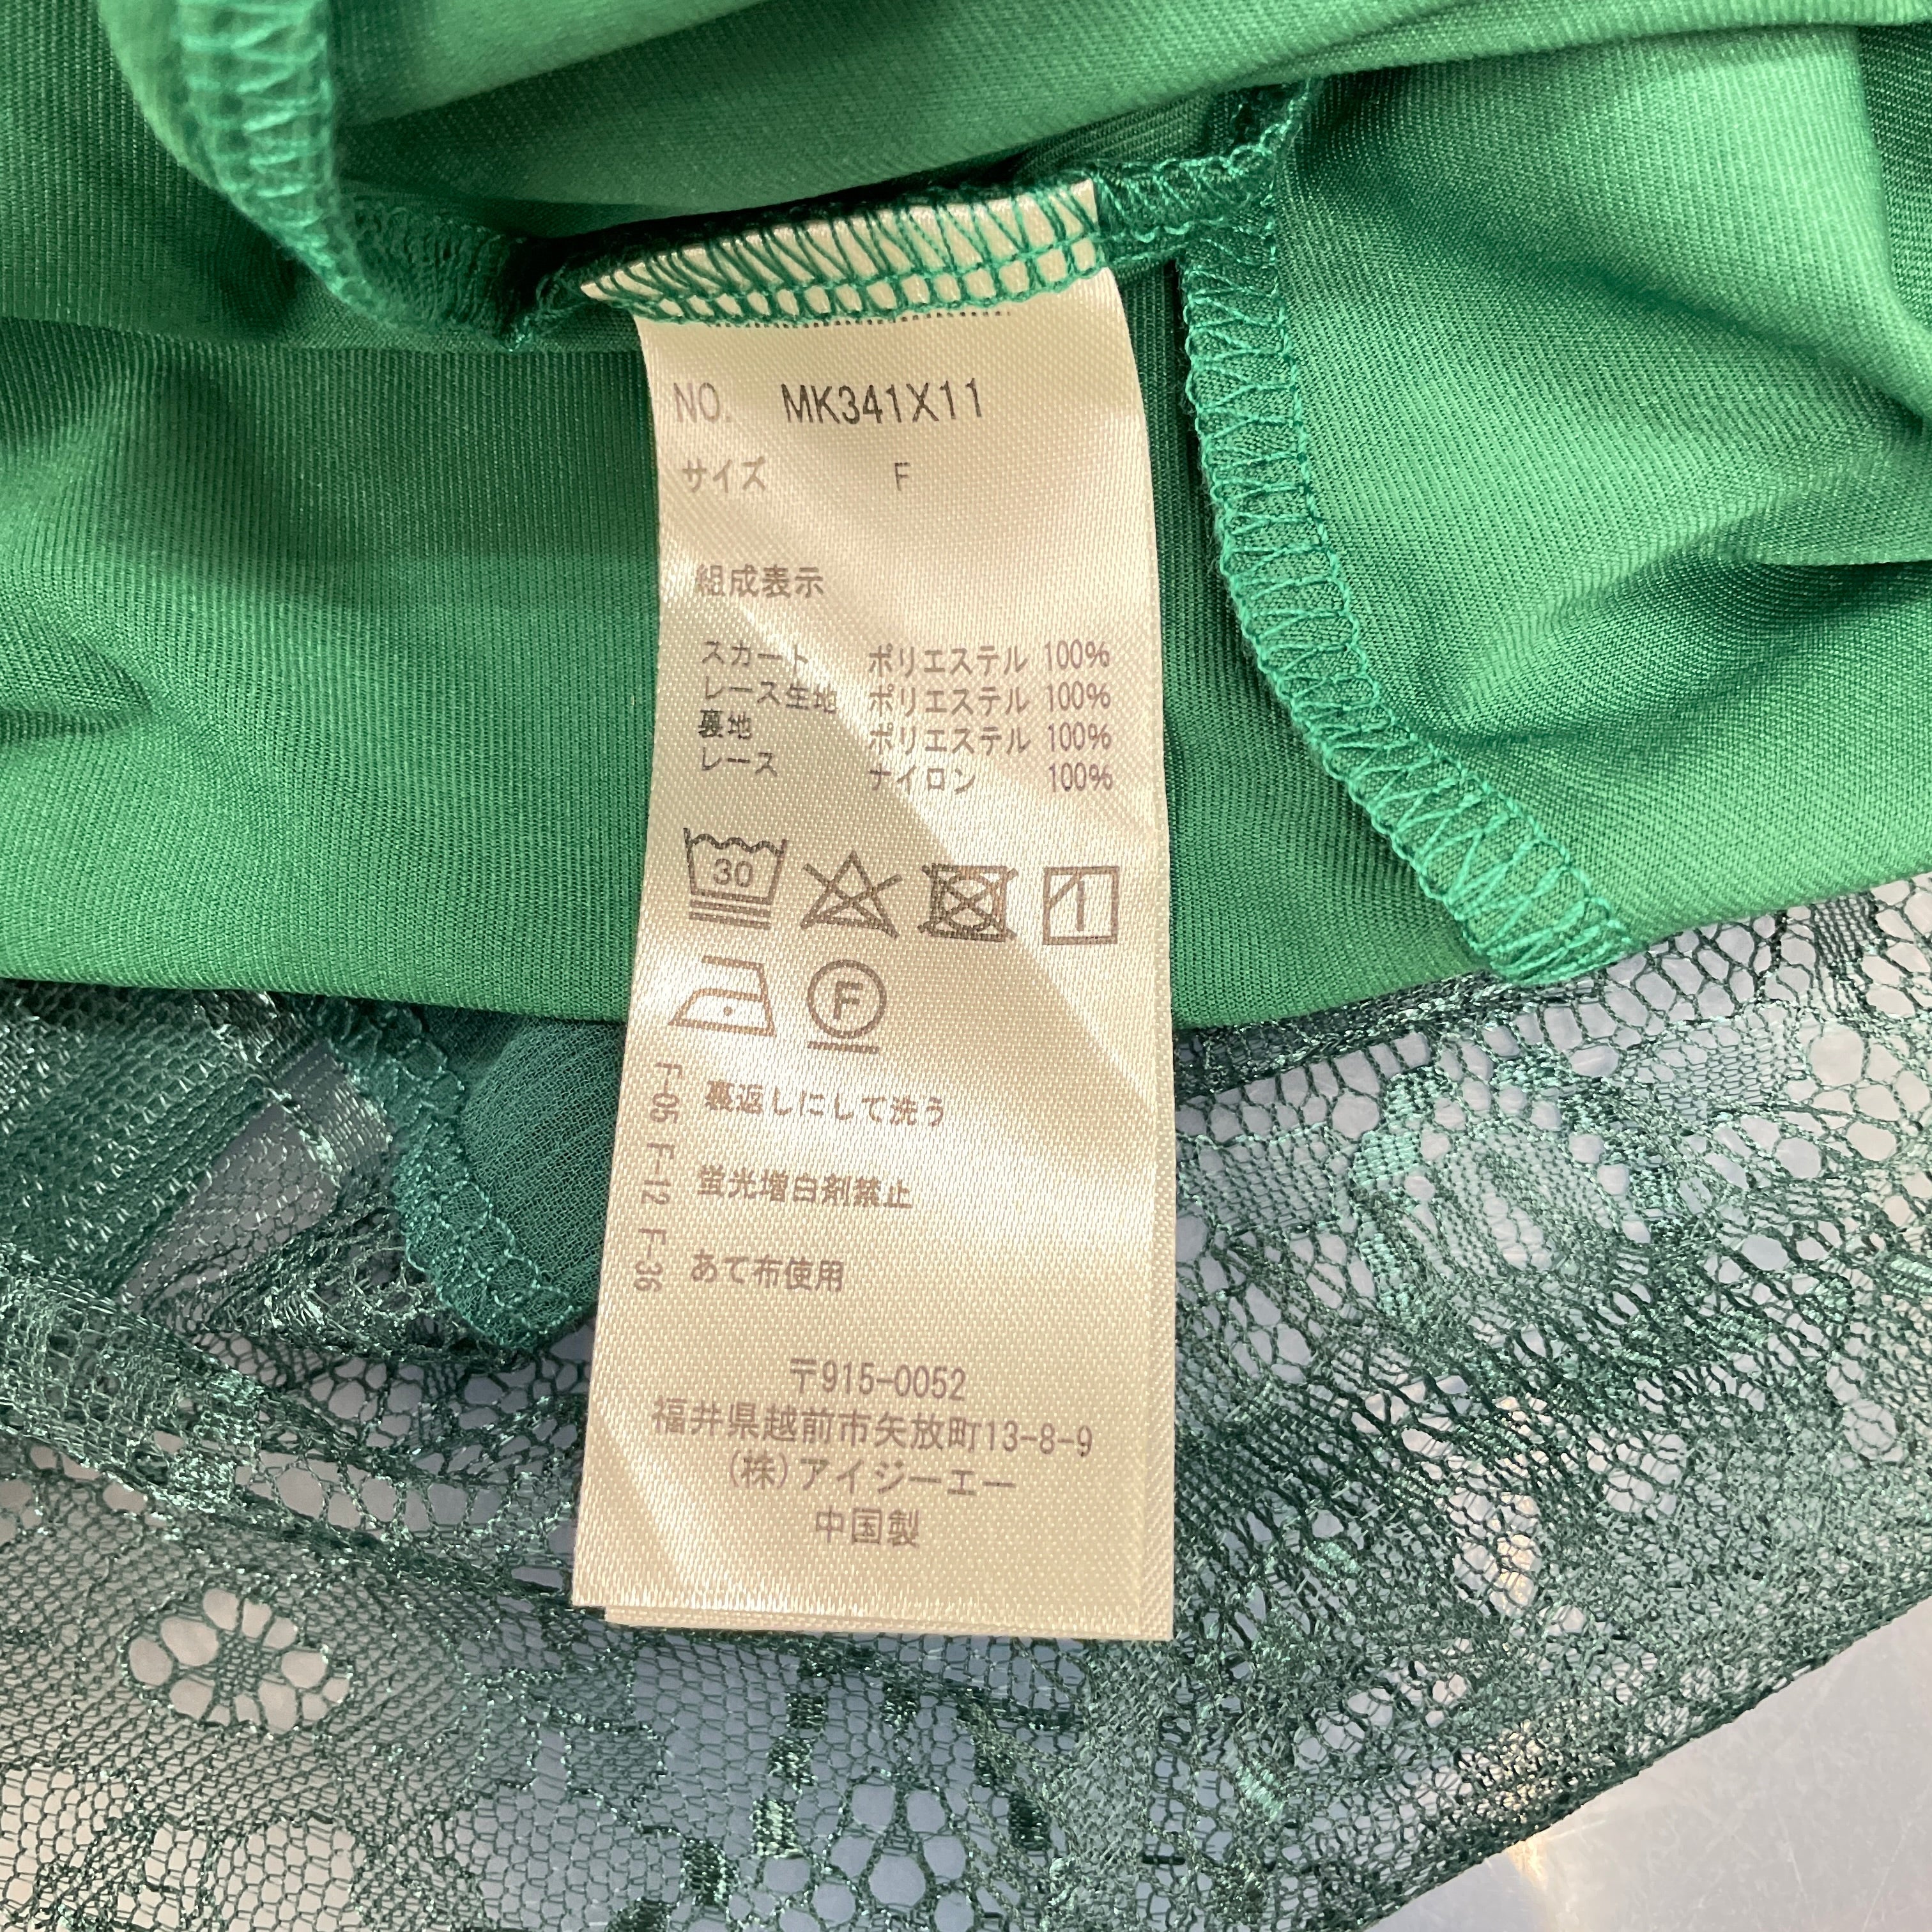 NO. MK341X11
サイズ F
組成表示
スカート ポリエステル 100%
レース生地 ポリエステル 100%
裏地 ポリエステル 100%
レース ナイロン 100%
30
F
裏返しにして洗う
蛍光増白剤禁止
あて布使用
F-05 F-12 F-36
〒915-0052
福井県越前市矢放町13-8-9
(株)アイジーエー
中国製